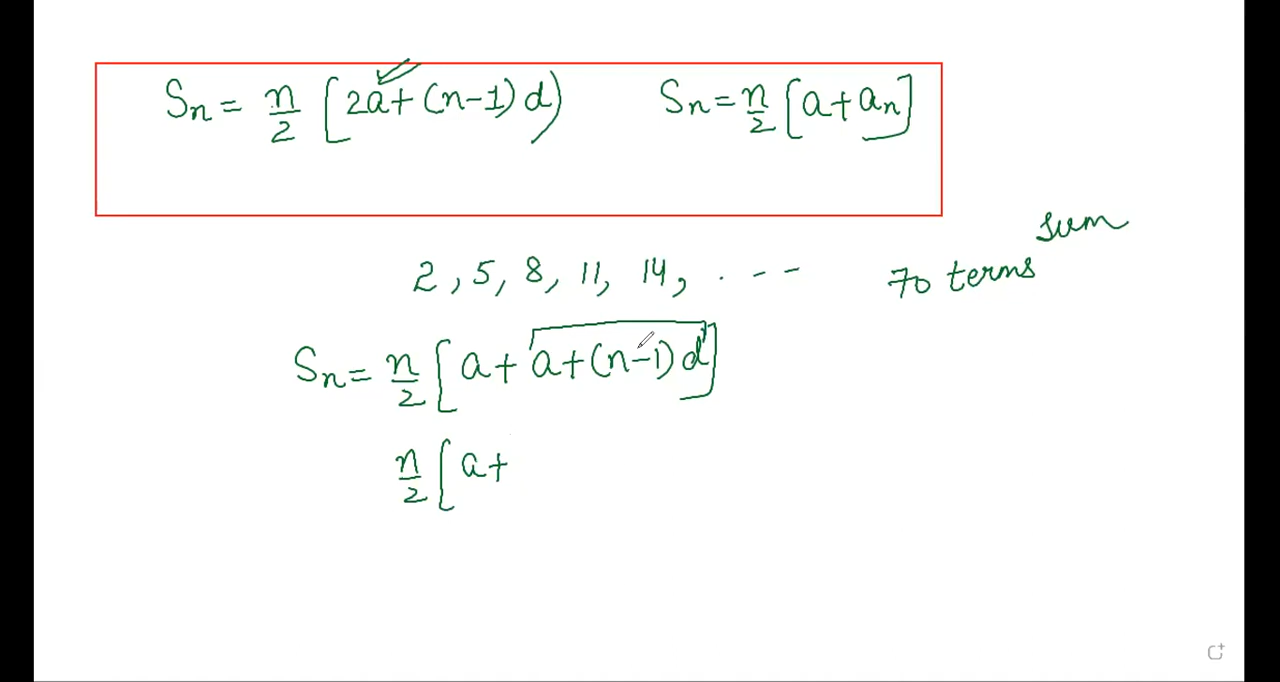 Sn = n/2 [2a + (n-1) d)    Sn = n/2 [a + an]
sum
2, 5, 8, 11, 14, . - -    70 terms
Sn = n/2 [a + a + (n-1) d]
n/2 [a +